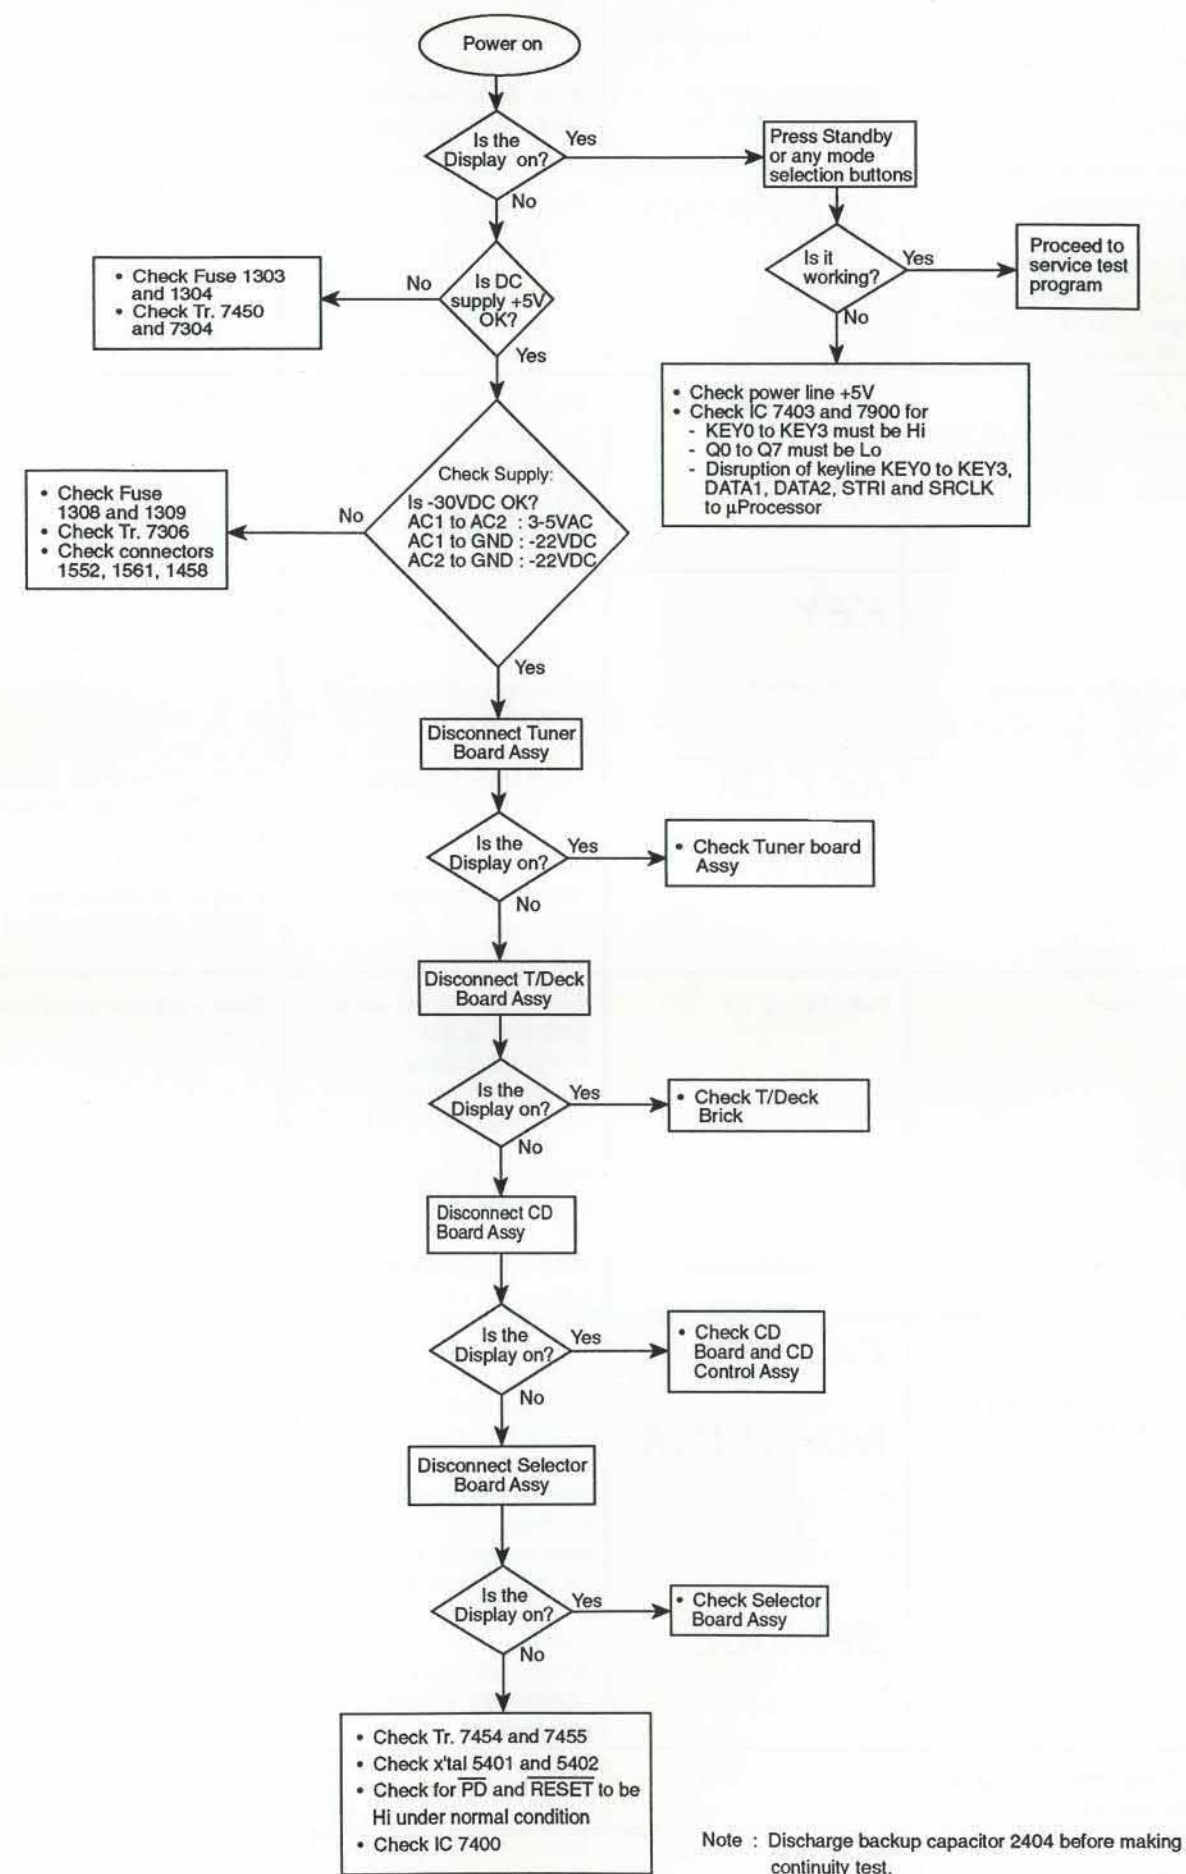 Power on
Is the
Display on?
Yes
Press Standby
or any mode
selection buttons
No
Is it
working?
Yes
Proceed to
service test
program
No
• Check power line +5V
• Check IC 7403 and 7900 for
- KEY0 to KEY3 must be Hi
- Q0 to Q7 must be Lo
- Disruption of keyline KEY0 to KEY3,
DATA1, DATA2, STRI and SRCLK
to µProcessor
Is DC
supply +5V
OK?
No
• Check Fuse 1303
and 1304
• Check Tr. 7450
and 7304
Yes
Check Supply:
Is -30VDC OK?
AC1 to AC2 : 3-5VAC
AC1 to GND : -22VDC
AC2 to GND : -22VDC
No
• Check Fuse
1308 and 1309
• Check Tr. 7306
• Check connectors
1552, 1561, 1458
Yes
Disconnect Tuner
Board Assy
Is the
Display on?
Yes
• Check Tuner board
Assy
No
Disconnect T/Deck
Board Assy
Is the
Display on?
Yes
• Check T/Deck
Brick
No
Disconnect CD
Board Assy
Is the
Display on?
Yes
• Check CD
Board and CD
Control Assy
No
Disconnect Selector
Board Assy
Is the
Display on?
Yes
• Check Selector
Board Assy
No
• Check Tr. 7454 and 7455
• Check x'tal 5401 and 5402
• Check for PD and RESET to be
Hi under normal condition
• Check IC 7400
Note : Discharge backup capacitor 2404 before making
continuity test.